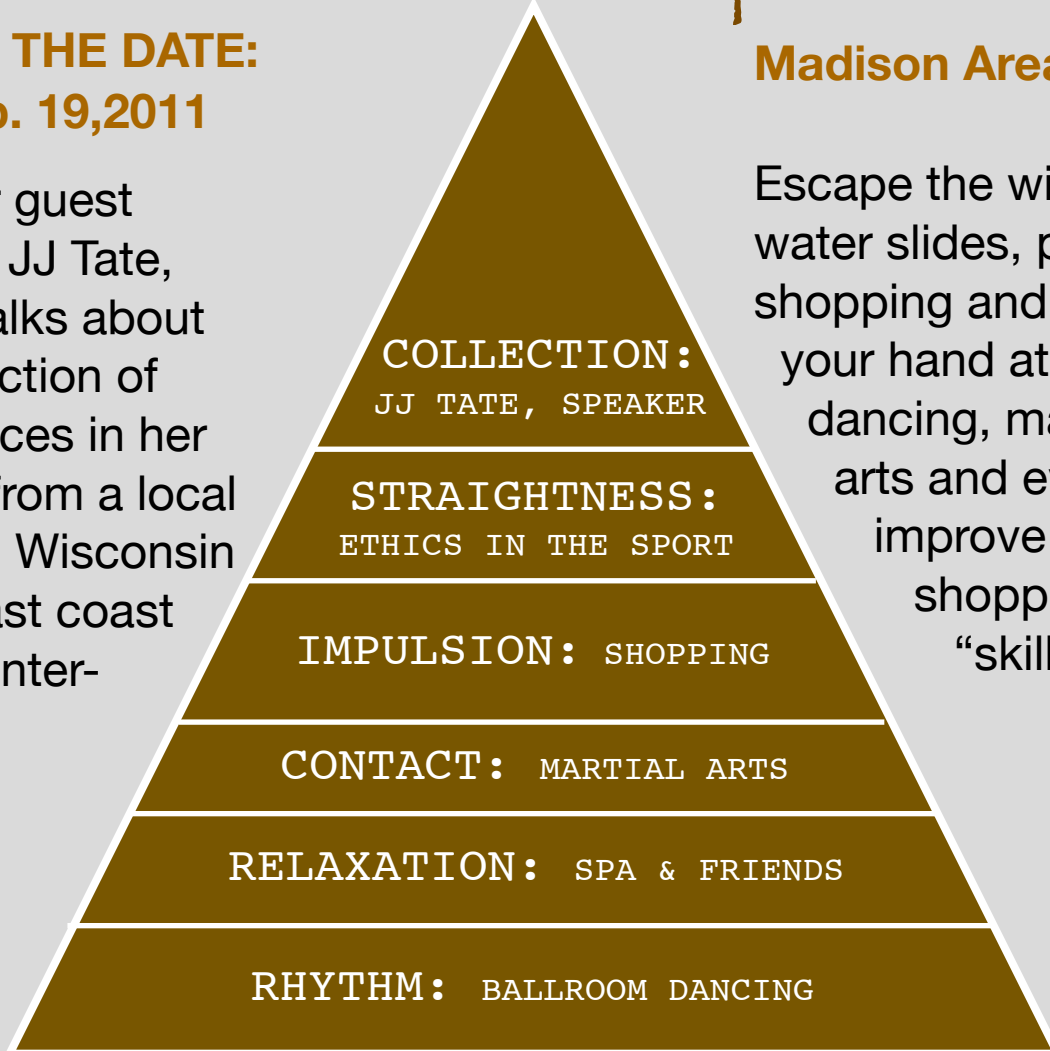 THE DATE:
. 19,2011
guest
JJ Tate,
alks about
ction of
ces in her
from a local
Wisconsin
ast coast
nter-
COLLECTION:
JJ TATE, SPEAKER
STRAIGHTNESS:
ETHICS IN THE SPORT
IMPULSION: SHOPPING
CONTACT: MARTIAL ARTS
RELAXATION: SPA & FRIENDS
RHYTHM: BALLROOM DANCING
Madison Area
Escape the wi
water slides, p
shopping and
your hand at
dancing, ma
arts and e
improve
shopp
“skill